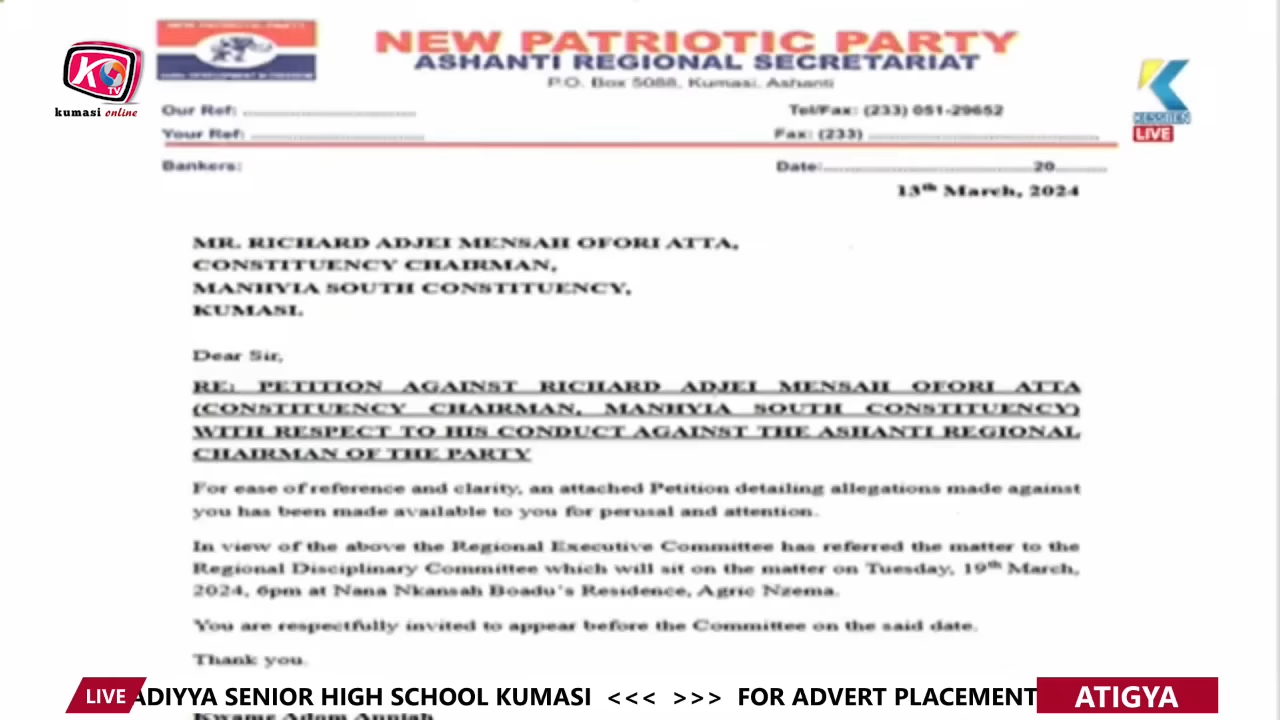 NEW PATRIOTIC PARTY
NEW PATRIOTIC PARTY
ASHANTI REGIONAL SECRETARIAT
P.O. Box 5088, Kumasi, Ashanti
K TV
kumasi online
KESSBEN
LIVE
Our Ref:
Tel/Fax: (233) 051-29652
Your Ref:
Fax: (233)
Bankers:
Date: 20
13th March, 2024
MR. RICHARD ADJEI MENSAH OFORI ATTA,
CONSTITUENCY CHAIRMAN,
MANHYIA SOUTH CONSTITUENCY,
KUMASI.
Dear Sir,
RE: PETITION AGAINST RICHARD ADJEI MENSAH OFORI ATTA
(CONSTITUENCY CHAIRMAN, MANHYIA SOUTH CONSTITUENCY)
WITH RESPECT TO HIS CONDUCT AGAINST THE ASHANTI REGIONAL
CHAIRMAN OF THE PARTY
For ease of reference and clarity, an attached Petition detailing allegations made against
you has been made available to you for perusal and attention.
In view of the above the Regional Executive Committee has referred the matter to the
Regional Disciplinary Committee which will sit on the matter on Tuesday, 19th March,
2024, 6pm at Nana Nkansah Boadu's Residence, Agric Nzema.
You are respectfully invited to appear before the Committee on the said date.
Thank you.
LIVE ADIYYA SENIOR HIGH SCHOOL KUMASI <<< >>> FOR ADVERT PLACEMENT ATIGYA